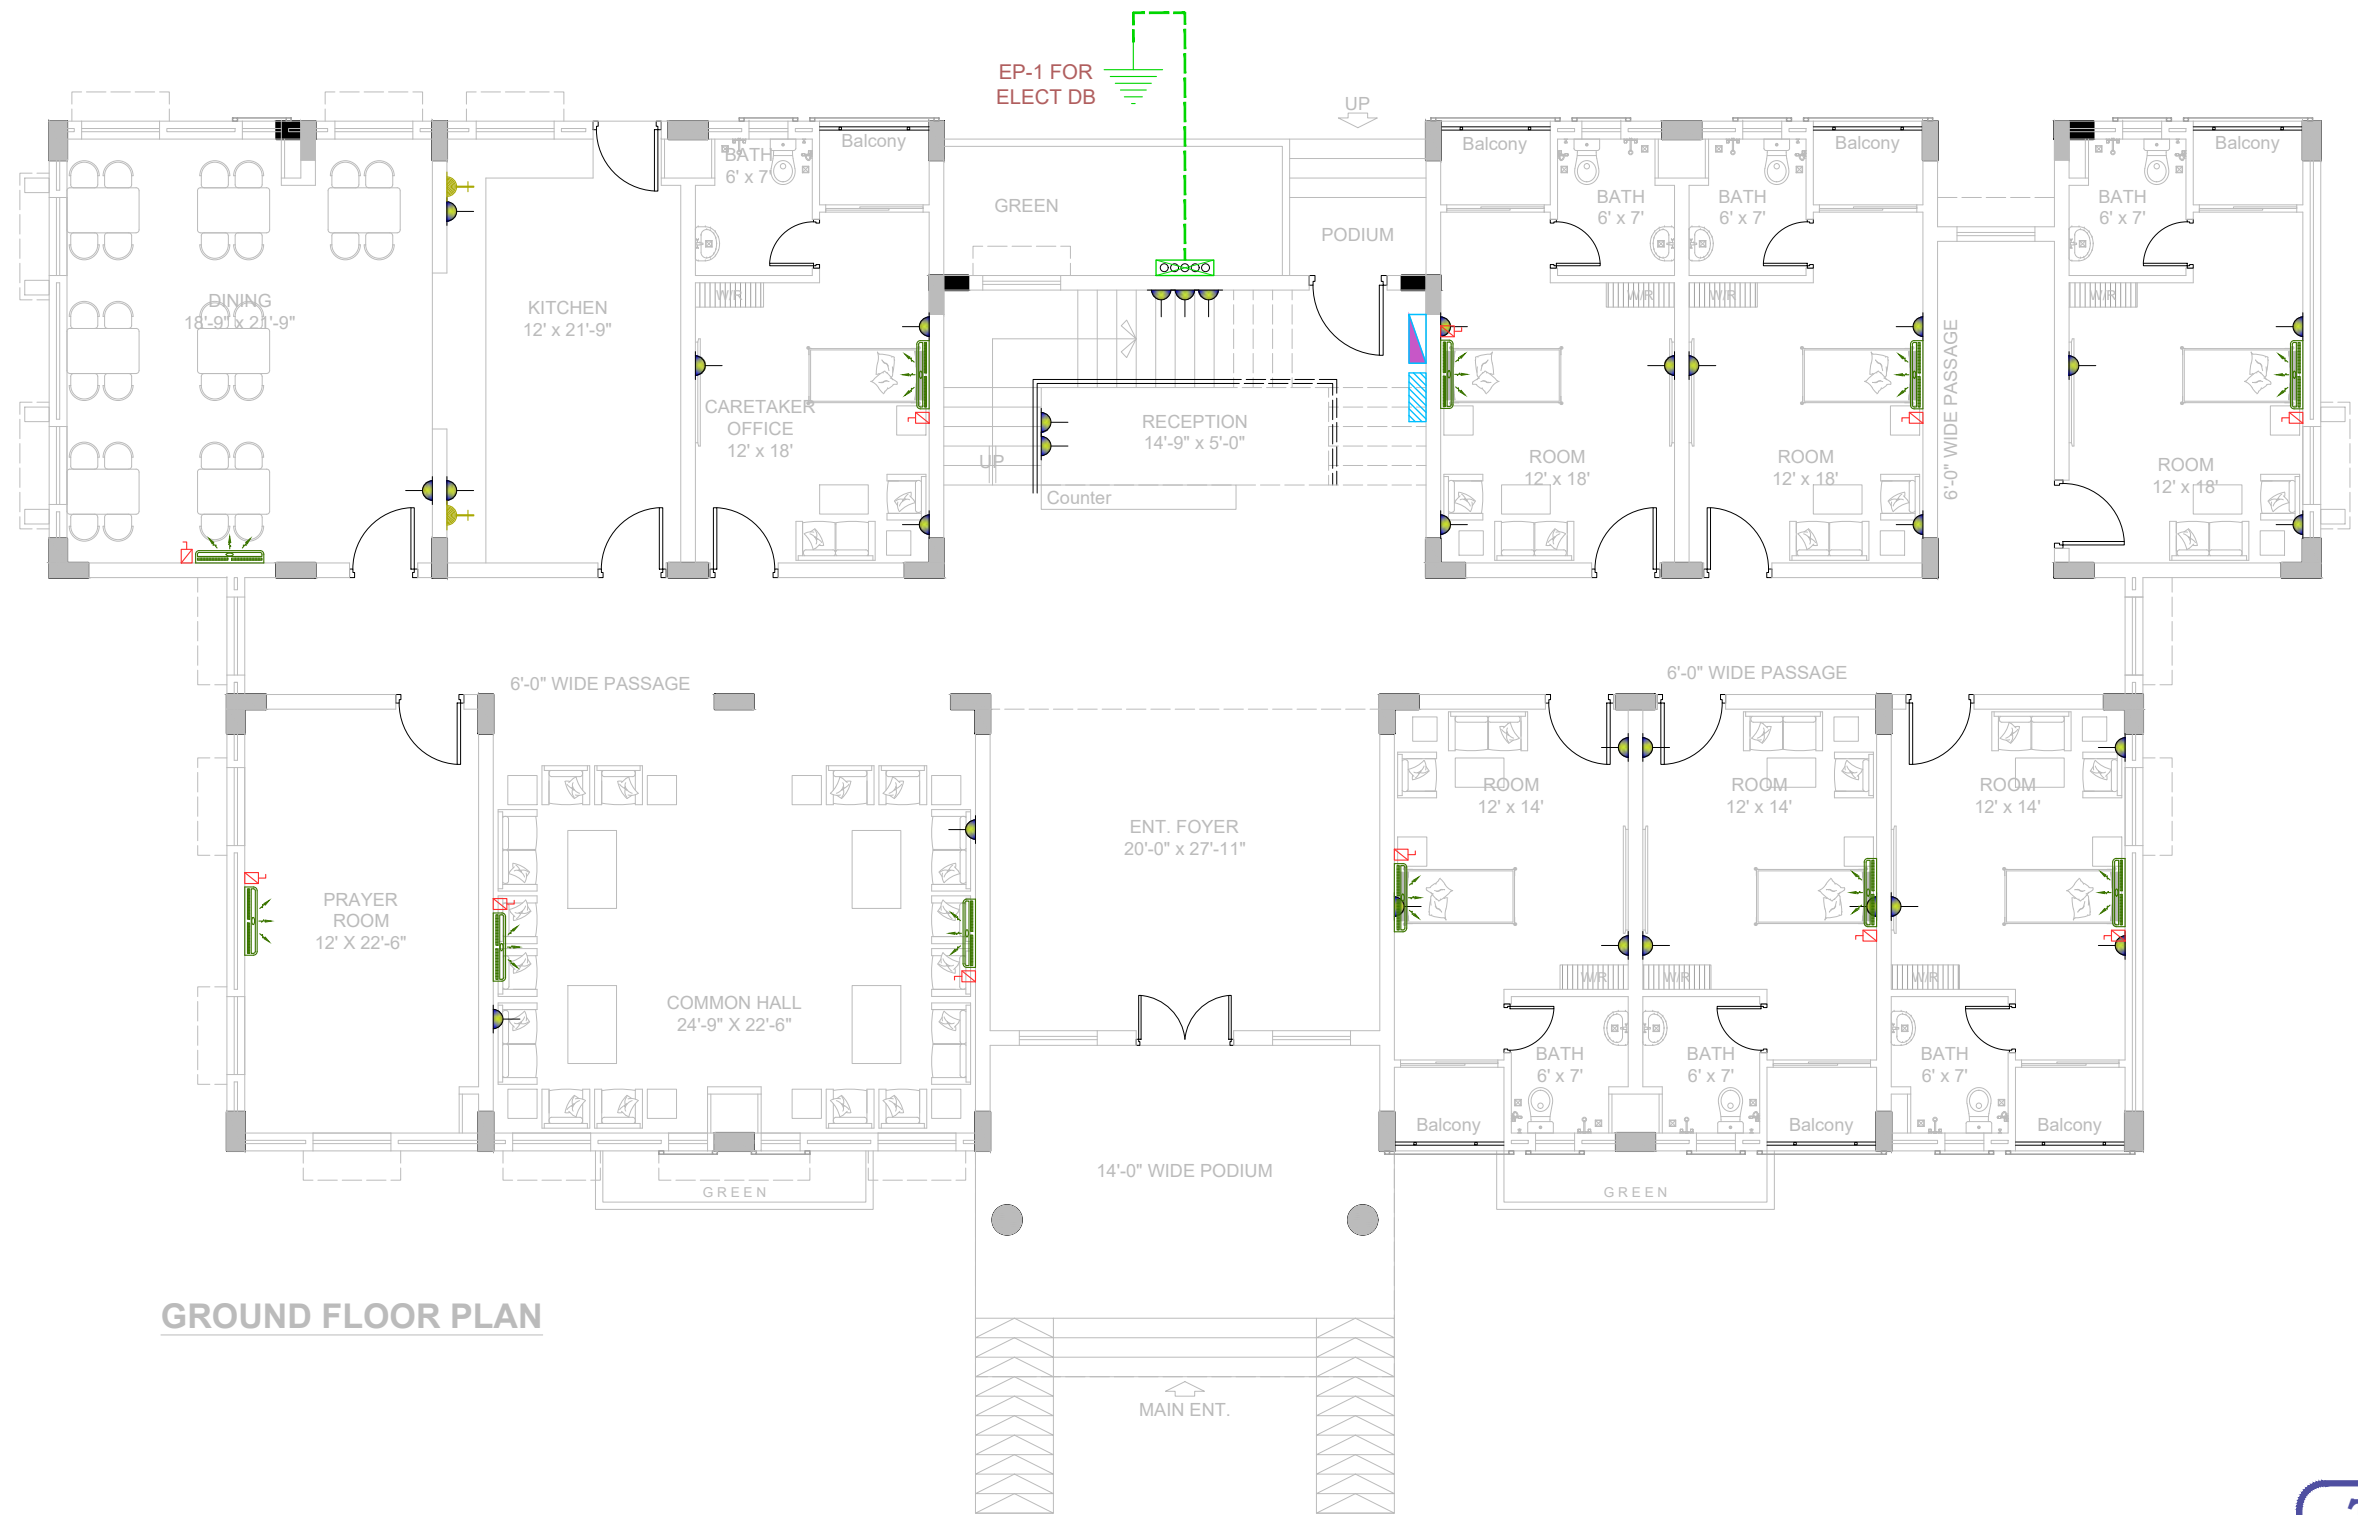 EP-1 FOR
ELECT DB
UP
BATH
6' x 7'
Balcony
Balcony
BATH
6' x 7'
BATH
6' x 7'
Balcony
BATH
6' x 7'
Balcony
GREEN
PODIUM
W/R
W/R
W/R
W/R
DINING
18'-9" x 21'-9"
KITCHEN
12' x 21'-9"
CARETAKER
OFFICE
12' x 18'
RECEPTION
14'-9" x 5'-0"
UP
Counter
ROOM
12' x 18'
ROOM
12' x 18'
6'-0" WIDE PASSAGE
ROOM
12' x 18'
6'-0" WIDE PASSAGE
6'-0" WIDE PASSAGE
PRAYER
ROOM
12' X 22'-6"
COMMON HALL
24'-9" X 22'-6"
ENT. FOYER
20'-0" x 27'-11"
ROOM
12' x 14'
ROOM
12' x 14'
ROOM
12' x 14'
W/R
W/R
W/R
BATH
6' x 7'
BATH
6' x 7'
BATH
6' x 7'
Balcony
Balcony
Balcony
GREEN
14'-0" WIDE PODIUM
GREEN
GROUND FLOOR PLAN
MAIN ENT.